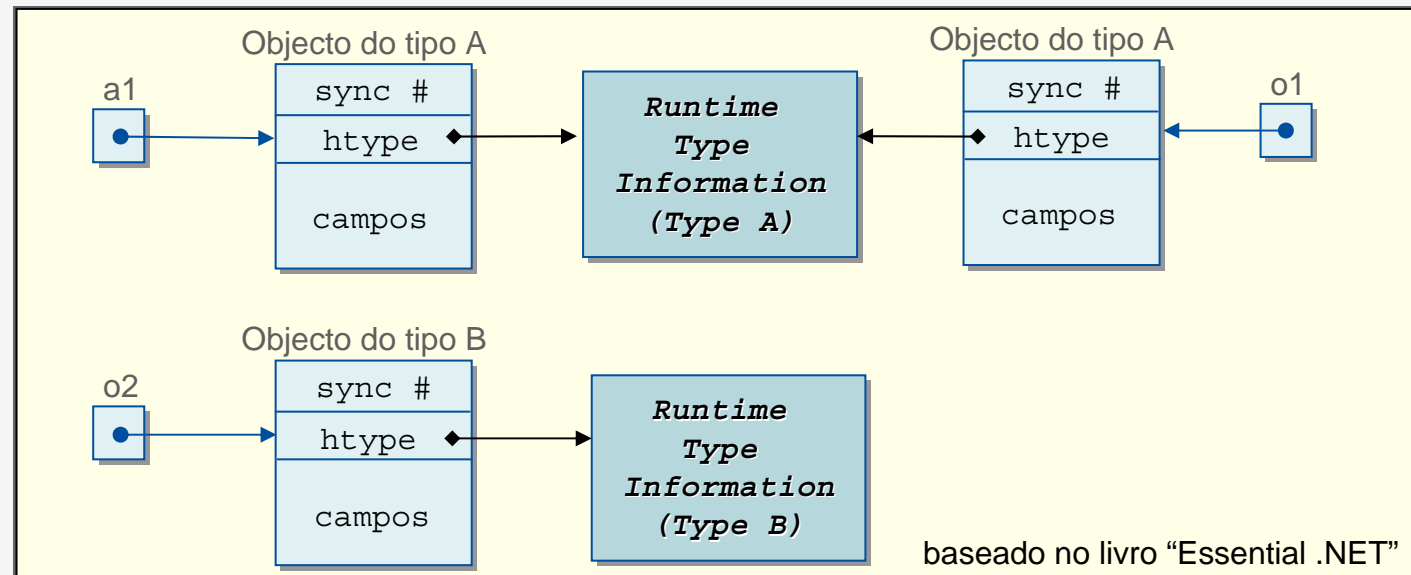 Objecto do tipo A
a1
sync #
htype
campos
Runtime
Type
Information
(Type A)
Objecto do tipo A
sync #
htype
campos
o1
Objecto do tipo B
o2
sync #
htype
campos
Runtime
Type
Information
(Type B)
baseado no livro “Essential .NET”